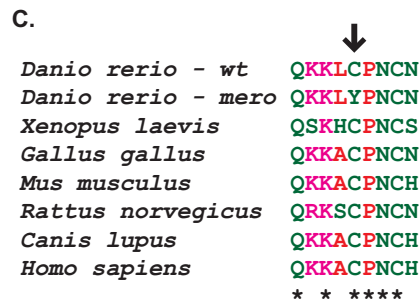 C.
Danio rerio - wt QKKLCPNCN
Danio rerio - mero QKKLYPNCN
Xenopus laevis QSKHCPNCS
Gallus gallus QKKACPNCN
Mus musculus QKKACPNCH
Rattus norvegicus QRKSCPNCN
Canis lupus QKKACPNCH
Homo sapiens QKKACPNCH
* * ****